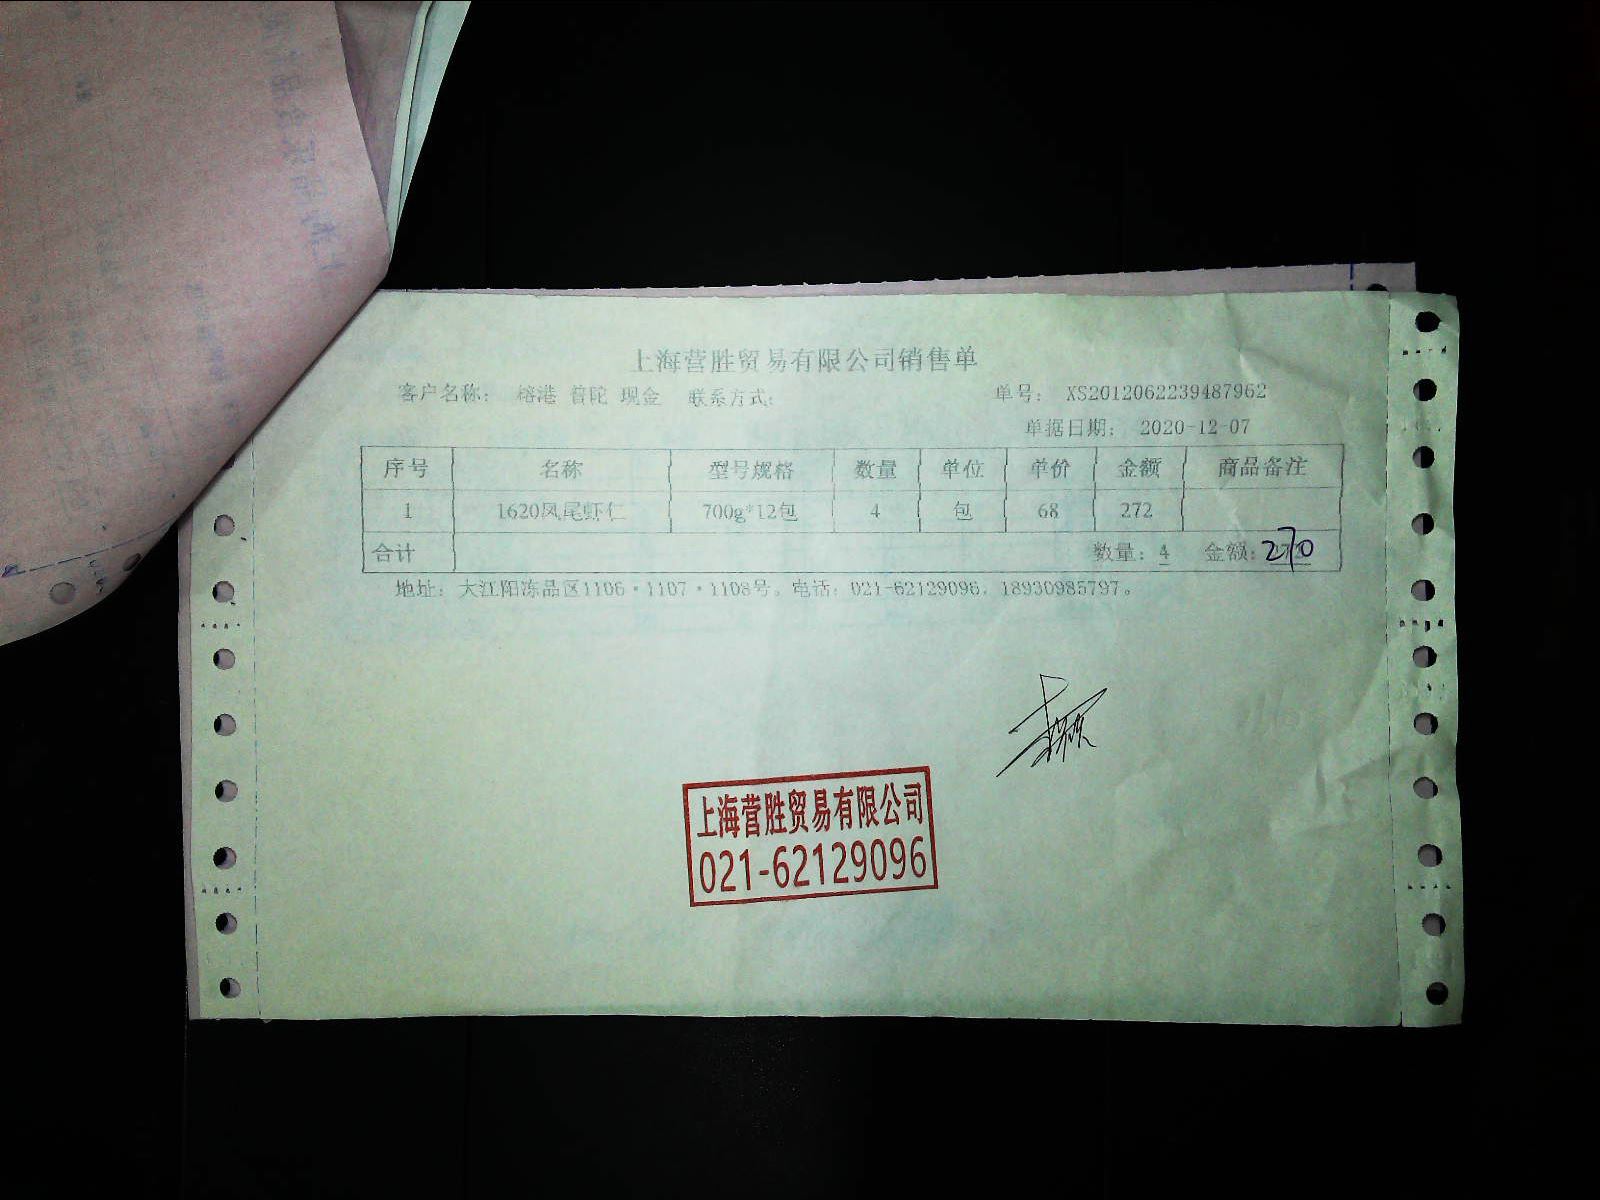 上海营胜贸易有限公司销售单
客户名称： 榕港 普陀 现金 联系方式： 单号： XS2012062239487962
单据日期： 2020-12-07
序号 名称 型号规格 数量 单位 单价 金额 商品备注
1 1620凤尾虾仁 700g*12包 4 包 68 272
合计 数量：4 金额：270
地址： 大江阳冻品区1106·1107·1108号。电话：021-62129096，18930985797。
上海营胜贸易有限公司
021-62129096